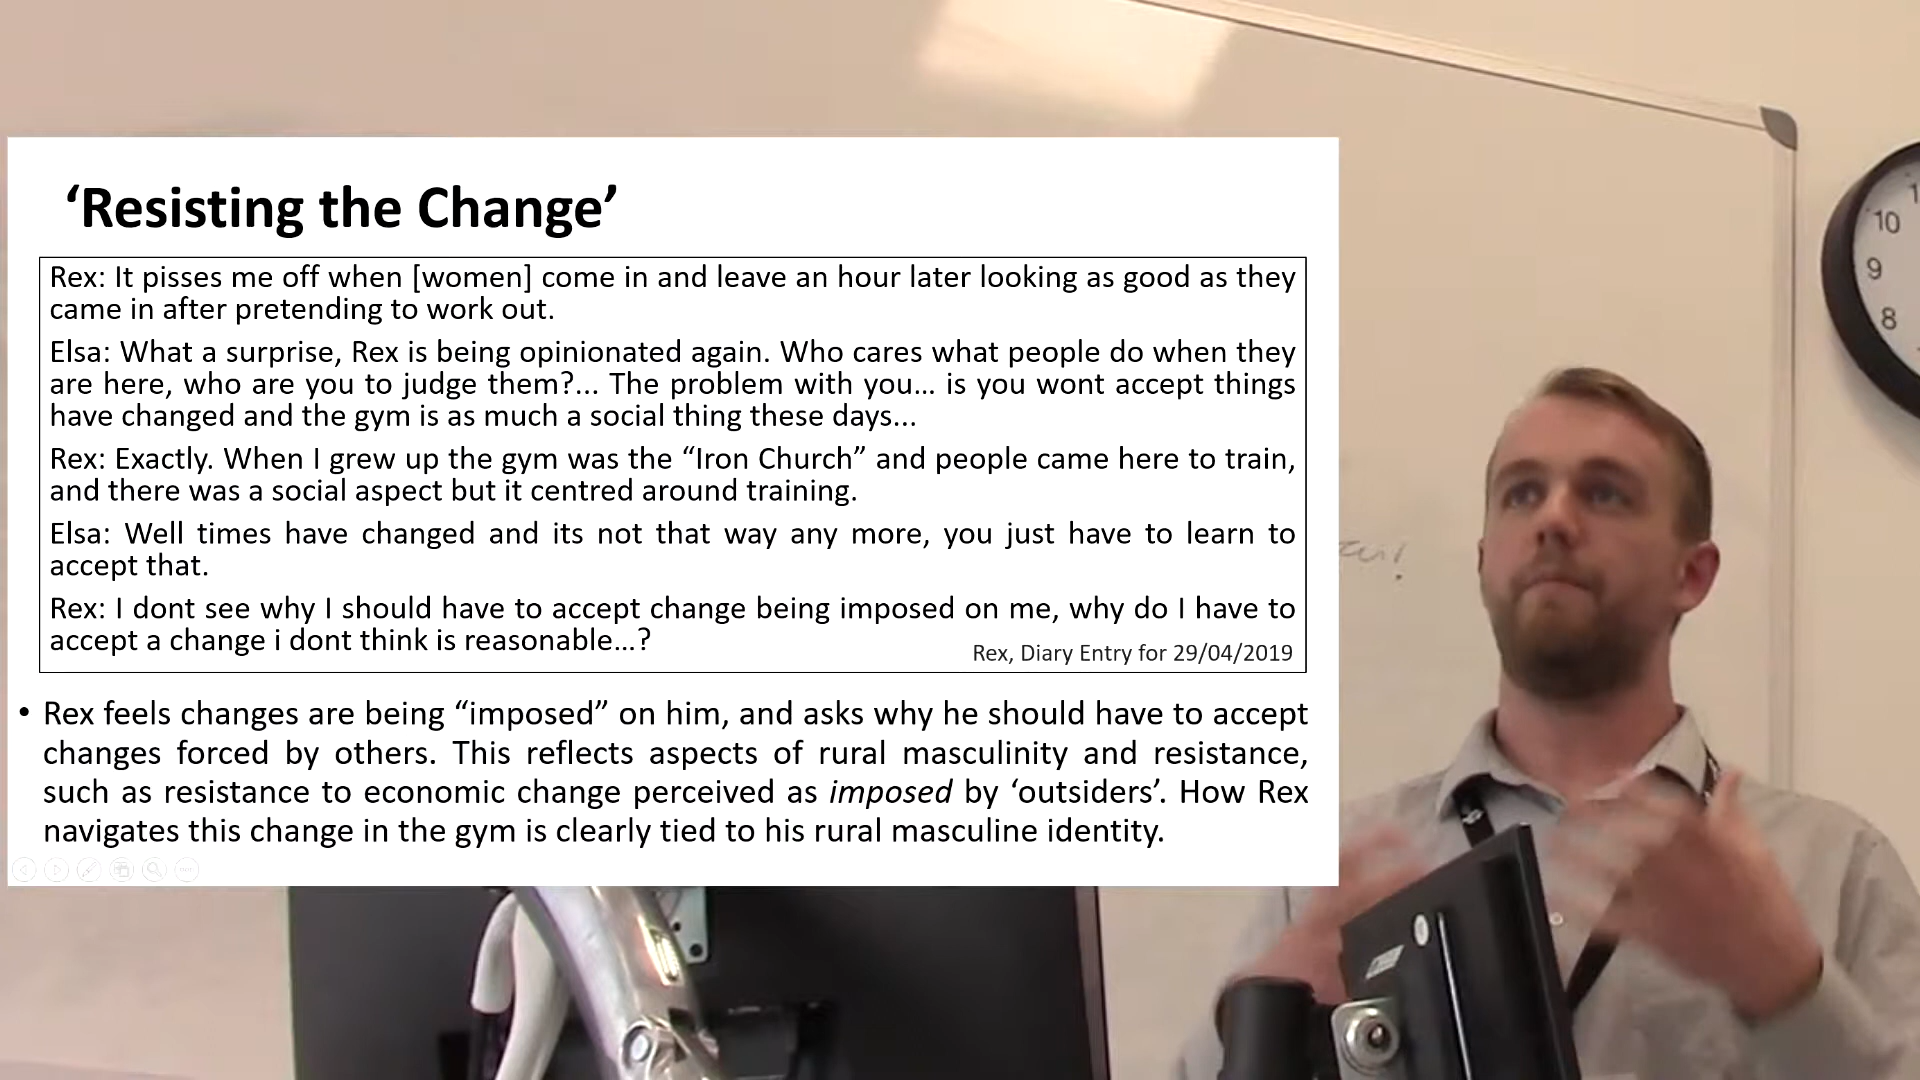 ‘Resisting the Change’
Rex: It pisses me off when [women] come in and leave an hour later looking as good as they
came in after pretending to work out.
Elsa: What a surprise, Rex is being opinionated again. Who cares what people do when they
are here, who are you to judge them?... The problem with you... is you wont accept things
have changed and the gym is as much a social thing these days...
Rex: Exactly. When I grew up the gym was the “Iron Church” and people came here to train,
and there was a social aspect but it centred around training.
Elsa: Well times have changed and its not that way any more, you just have to learn to
accept that.
Rex: I dont see why I should have to accept change being imposed on me, why do I have to
accept a change i dont think is reasonable...?
Rex, Diary Entry for 29/04/2019
• Rex feels changes are being “imposed” on him, and asks why he should have to accept
changes forced by others. This reflects aspects of rural masculinity and resistance,
such as resistance to economic change perceived as imposed by ‘outsiders’. How Rex
navigates this change in the gym is clearly tied to his rural masculine identity.
10
9
8